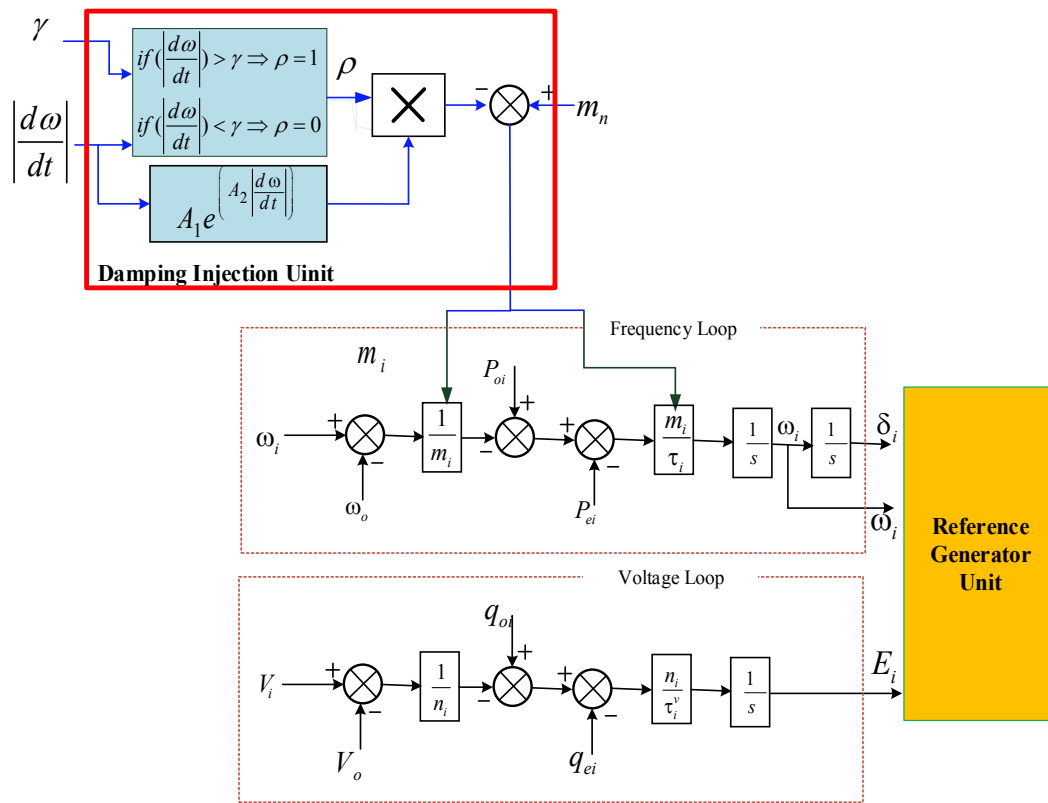 γ
if(|dω/dt|) > γ ⇒ ρ = 1
ρ
if(|dω/dt|) < γ ⇒ ρ = 0
|dω/dt|
×
−
+
m_n
A_1 e^(A_2 |dω/dt|)
Damping Injection Uinit
Frequency Loop
m_i
P_oi
+
+
+
ω_i
−
1/m_i
−
−
m_i/τ_i
1/s
ω_i
1/s
δ_i
ω_o
P_ei
ω_i
Reference
Generator
Unit
Voltage Loop
q_oi
+
+
+
V_i
−
1/n_i
−
−
n_i/τ_i^v
1/s
E_i
V_o
q_ei